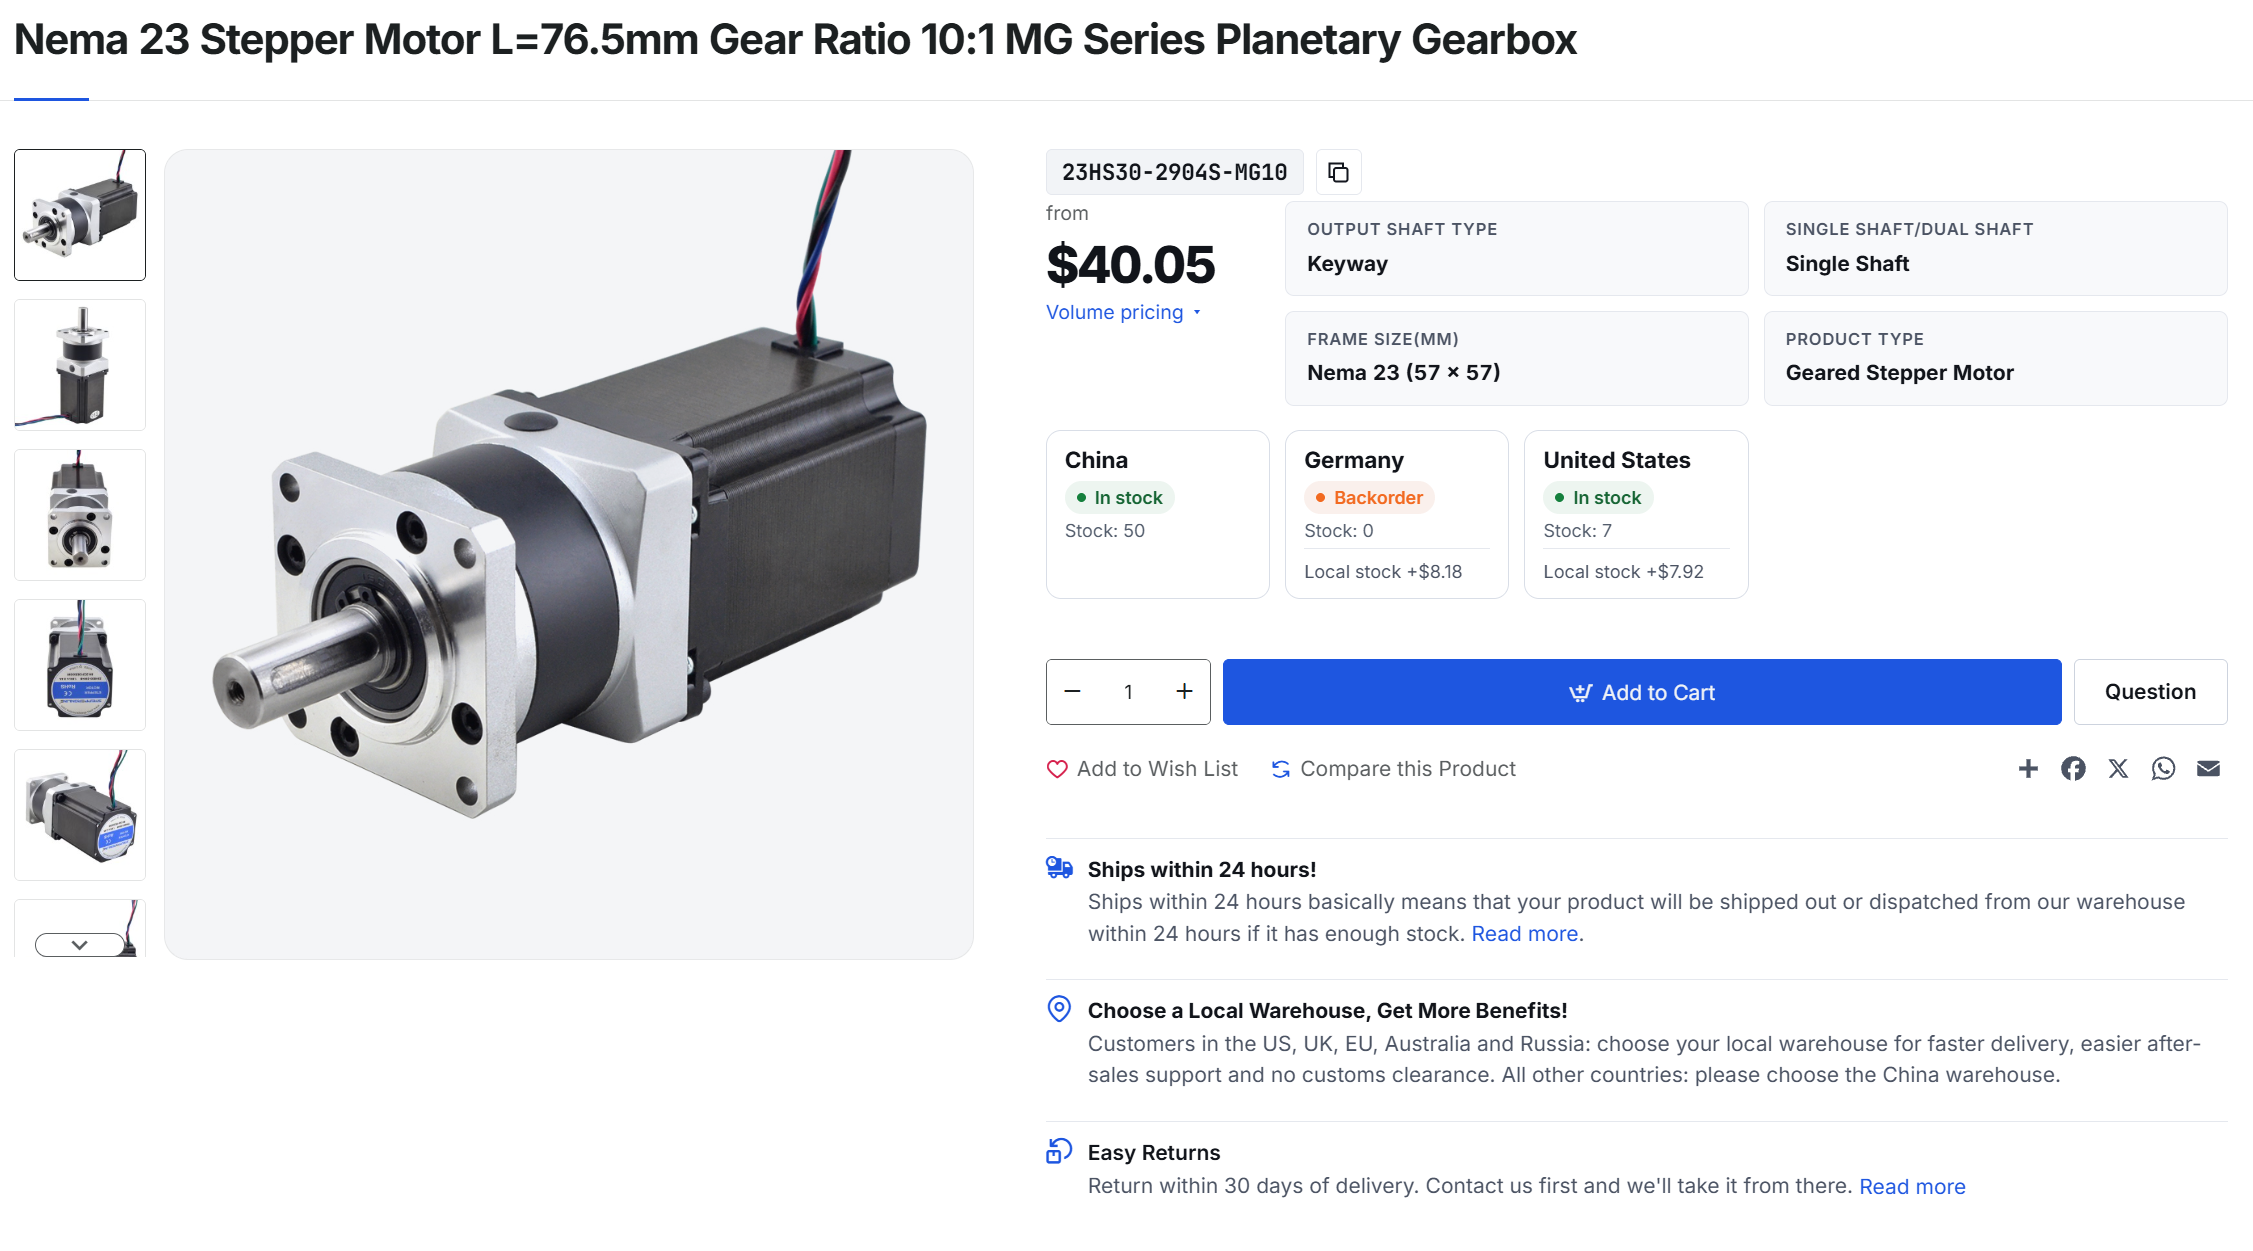 Nema 23 Stepper Motor L=76.5mm Gear Ratio 10:1 MG Series Planetary Gearbox
23HS30-2904S-MG10
from
$40.05
Volume pricing
OUTPUT SHAFT TYPE
Keyway
SINGLE SHAFT/DUAL SHAFT
Single Shaft
FRAME SIZE(MM)
Nema 23 (57 × 57)
PRODUCT TYPE
Geared Stepper Motor
China
In stock
Stock: 50
Germany
Backorder
Stock: 0
Local stock +$8.18
United States
In stock
Stock: 7
Local stock +$7.92
1
Add to Cart
Question
Add to Wish List
Compare this Product
Ships within 24 hours!
Ships within 24 hours basically means that your product will be shipped out or dispatched from our warehouse
within 24 hours if it has enough stock. Read more.
Choose a Local Warehouse, Get More Benefits!
Customers in the US, UK, EU, Australia and Russia: choose your local warehouse for faster delivery, easier after-
sales support and no customs clearance. All other countries: please choose the China warehouse.
Easy Returns
Return within 30 days of delivery. Contact us first and we'll take it from there. Read more